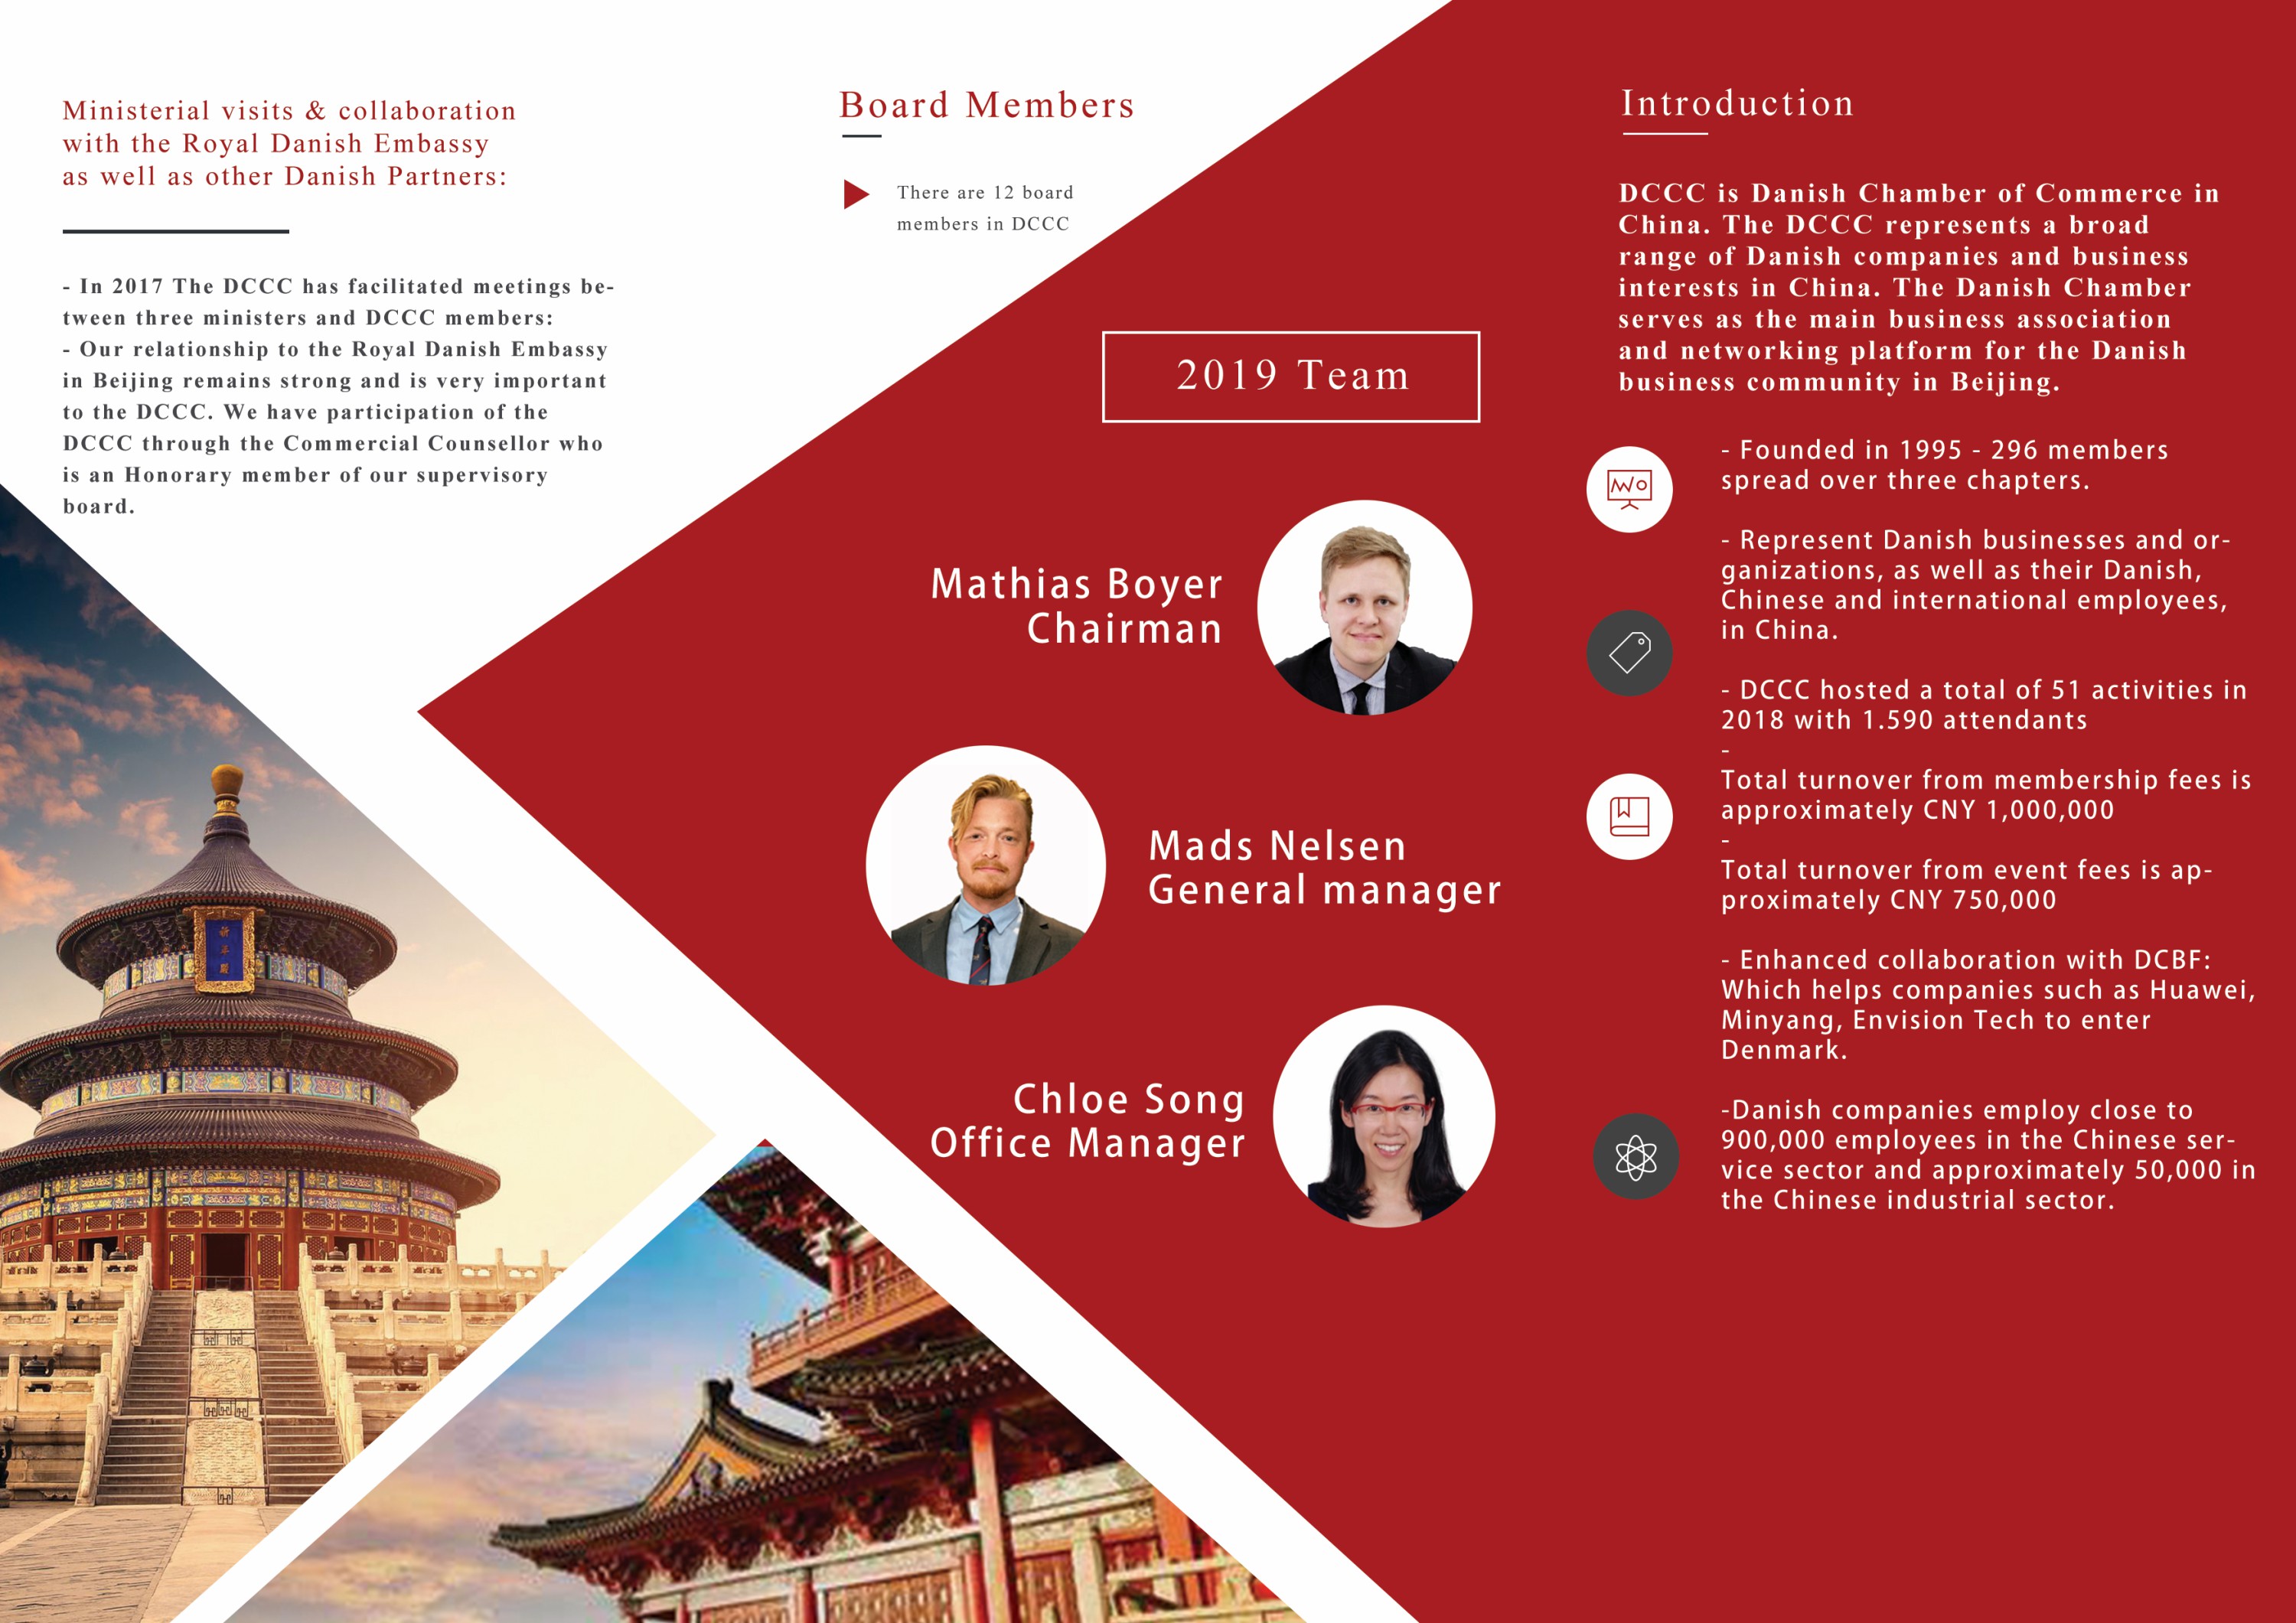 Ministerial visits & collaboration
with the Royal Danish Embassy
as well as other Danish Partners:
- In 2017 The DCCC has facilitated meetings be-
tween three ministers and DCCC members:
- Our relationship to the Royal Danish Embassy
in Beijing remains strong and is very important
to the DCCC. We have participation of the
DCCC through the Commercial Counsellor who
is an Honorary member of our supervisory
board.
Board Members
There are 12 board
members in DCCC
2019 Team
Mathias Boyer
Chairman
Mads Nelsen
General manager
Chloe Song
Office Manager
Introduction
DCCC is Danish Chamber of Commerce in
China. The DCCC represents a broad
range of Danish companies and business
interests in China. The Danish Chamber
serves as the main business association
and networking platform for the Danish
business community in Beijing.
- Founded in 1995 - 296 members
spread over three chapters.
- Represent Danish businesses and or-
ganizations, as well as their Danish,
Chinese and international employees,
in China.
- DCCC hosted a total of 51 activities in
2018 with 1.590 attendants
-
Total turnover from membership fees is
approximately CNY 1,000,000
-
Total turnover from event fees is ap-
proximately CNY 750,000
- Enhanced collaboration with DCBF:
Which helps companies such as Huawei,
Minyang, Envision Tech to enter
Denmark.
-Danish companies employ close to
900,000 employees in the Chinese ser-
vice sector and approximately 50,000 in
the Chinese industrial sector.